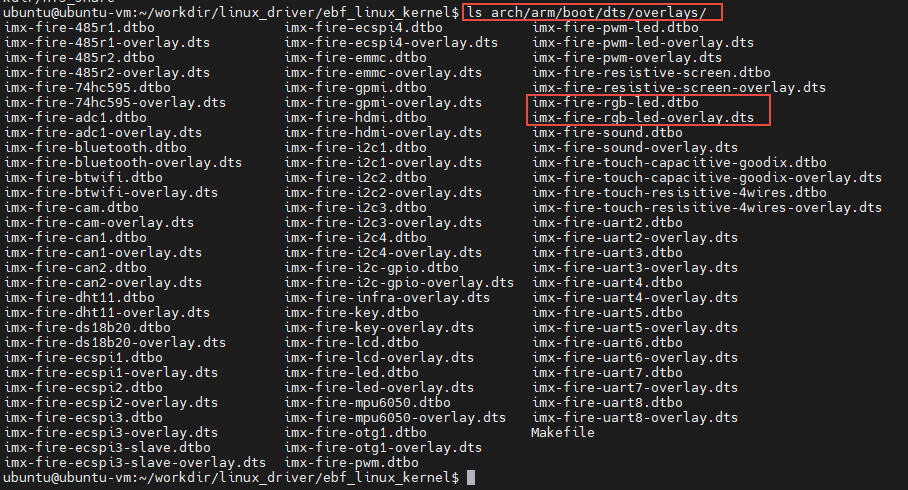 ubuntu@ubuntu-vm:~/workdir/linux_driver/ebf_linux_kernel$ ls arch/arm/boot/dts/overlays/
imx-fire-485r1.dtbo imx-fire-ecspi4.dtbo imx-fire-pwm-led.dtbo
imx-fire-485r1-overlay.dts imx-fire-ecspi4-overlay.dts imx-fire-pwm-led-overlay.dts
imx-fire-485r2.dtbo imx-fire-emmc.dtbo imx-fire-pwm-overlay.dts
imx-fire-485r2-overlay.dts imx-fire-emmc-overlay.dts imx-fire-resistive-screen.dtbo
imx-fire-74hc595.dtbo imx-fire-gpmi.dtbo imx-fire-resistive-screen-overlay.dts
imx-fire-74hc595-overlay.dts imx-fire-gpmi-overlay.dts imx-fire-rgb-led.dtbo
imx-fire-adc1.dtbo imx-fire-hdmi.dtbo imx-fire-rgb-led-overlay.dts
imx-fire-adc1-overlay.dts imx-fire-hdmi-overlay.dts imx-fire-sound.dtbo
imx-fire-bluetooth.dtbo imx-fire-i2c1.dtbo imx-fire-sound-overlay.dts
imx-fire-bluetooth-overlay.dts imx-fire-i2c1-overlay.dts imx-fire-touch-capacitive-goodix.dtbo
imx-fire-btwifi.dtbo imx-fire-i2c2.dtbo imx-fire-touch-capacitive-goodix-overlay.dts
imx-fire-btwifi-overlay.dts imx-fire-i2c2-overlay.dts imx-fire-touch-resisitive-4wires.dtbo
imx-fire-cam.dtbo imx-fire-i2c3.dtbo imx-fire-touch-resisitive-4wires-overlay.dts
imx-fire-cam-overlay.dts imx-fire-i2c3-overlay.dts imx-fire-uart2.dtbo
imx-fire-can1.dtbo imx-fire-i2c4.dtbo imx-fire-uart2-overlay.dts
imx-fire-can1-overlay.dts imx-fire-i2c4-overlay.dts imx-fire-uart3.dtbo
imx-fire-can2.dtbo imx-fire-i2c-gpio.dtbo imx-fire-uart3-overlay.dts
imx-fire-can2-overlay.dts imx-fire-i2c-gpio-overlay.dts imx-fire-uart4.dtbo
imx-fire-dht11.dtbo imx-fire-infra-overlay.dts imx-fire-uart4-overlay.dts
imx-fire-dht11-overlay.dts imx-fire-key.dtbo imx-fire-uart5.dtbo
imx-fire-ds18b20.dtbo imx-fire-key-overlay.dts imx-fire-uart5-overlay.dts
imx-fire-ds18b20-overlay.dts imx-fire-lcd.dtbo imx-fire-uart6.dtbo
imx-fire-ecspi1.dtbo imx-fire-lcd-overlay.dts imx-fire-uart6-overlay.dts
imx-fire-ecspi1-overlay.dts imx-fire-led.dtbo imx-fire-uart7.dtbo
imx-fire-ecspi2.dtbo imx-fire-led-overlay.dts imx-fire-uart7-overlay.dts
imx-fire-ecspi2-overlay.dts imx-fire-mpu6050.dtbo imx-fire-uart8.dtbo
imx-fire-ecspi3.dtbo imx-fire-mpu6050-overlay.dts imx-fire-uart8-overlay.dts
imx-fire-ecspi3-overlay.dts imx-fire-otg1.dtbo Makefile
imx-fire-ecspi3-slave.dtbo imx-fire-otg1-overlay.dts
imx-fire-ecspi3-slave-overlay.dts imx-fire-pwm.dtbo
ubuntu@ubuntu-vm:~/workdir/linux_driver/ebf_linux_kernel$